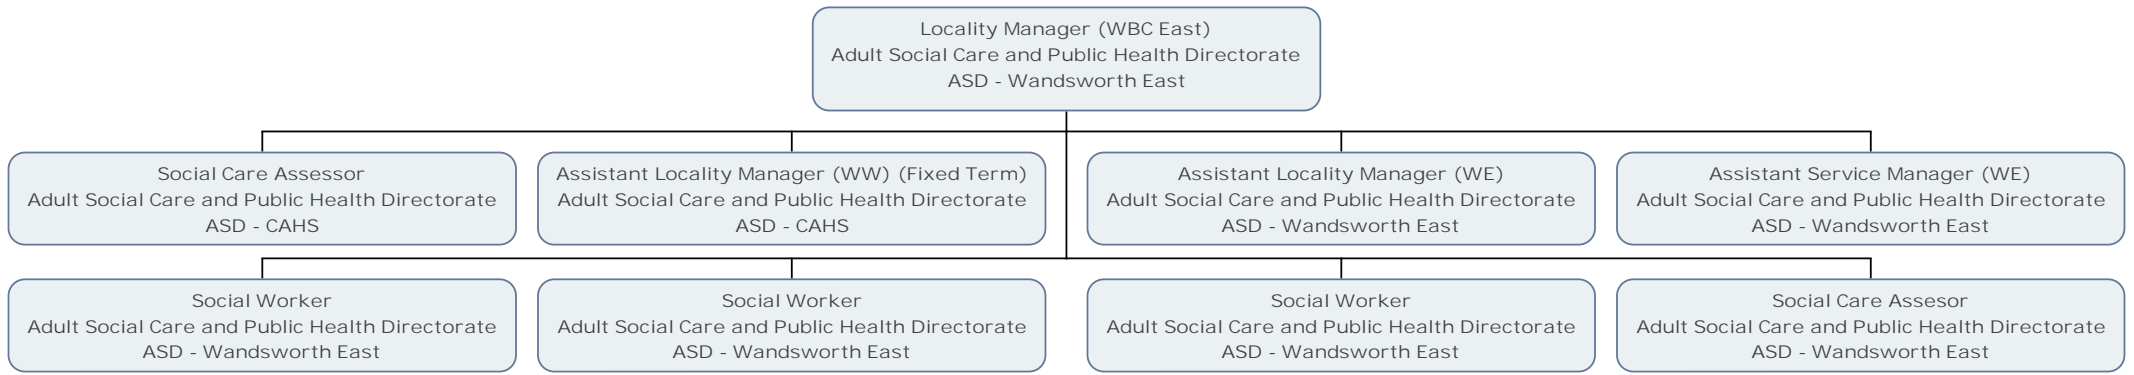 Locality Manager (WBC East)
Adult Social Care and Public Health Directorate
ASD - Wandsworth East
Social Care Assessor
Adult Social Care and Public Health Directorate
ASD - CAHS
Assistant Locality Manager (WW) (Fixed Term)
Adult Social Care and Public Health Directorate
ASD - CAHS
Assistant Locality Manager (WE)
Adult Social Care and Public Health Directorate
ASD - Wandsworth East
Assistant Service Manager (WE)
Adult Social Care and Public Health Directorate
ASD - Wandsworth East
Social Worker
Adult Social Care and Public Health Directorate
ASD - Wandsworth East
Social Worker
Adult Social Care and Public Health Directorate
ASD - Wandsworth East
Social Worker
Adult Social Care and Public Health Directorate
ASD - Wandsworth East
Social Care Assesor
Adult Social Care and Public Health Directorate
ASD - Wandsworth East